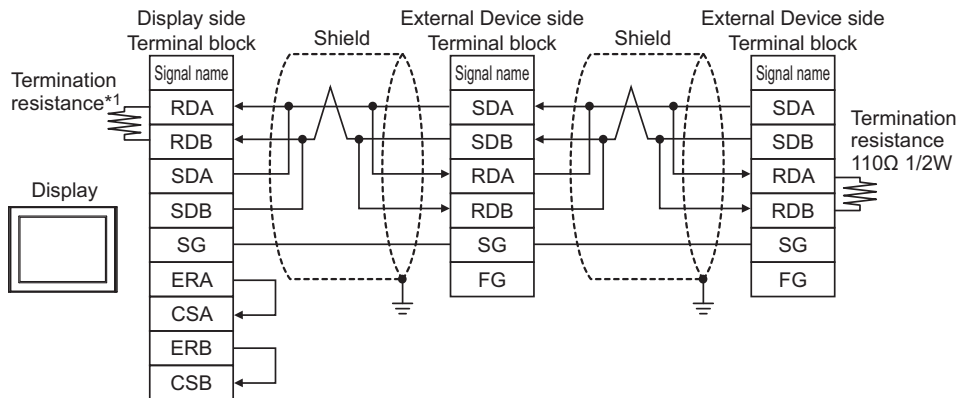 Display side
Terminal block
Shield
External Device side
Terminal block
Shield
External Device side
Terminal block
Termination
resistance*1
Signal name
RDA
RDB
SDA
SDB
SG
ERA
CSA
ERB
CSB
Signal name
SDA
SDB
RDA
RDB
SG
FG
Signal name
SDA
SDB
RDA
RDB
SG
FG
Termination
resistance
110Ω 1/2W
Display